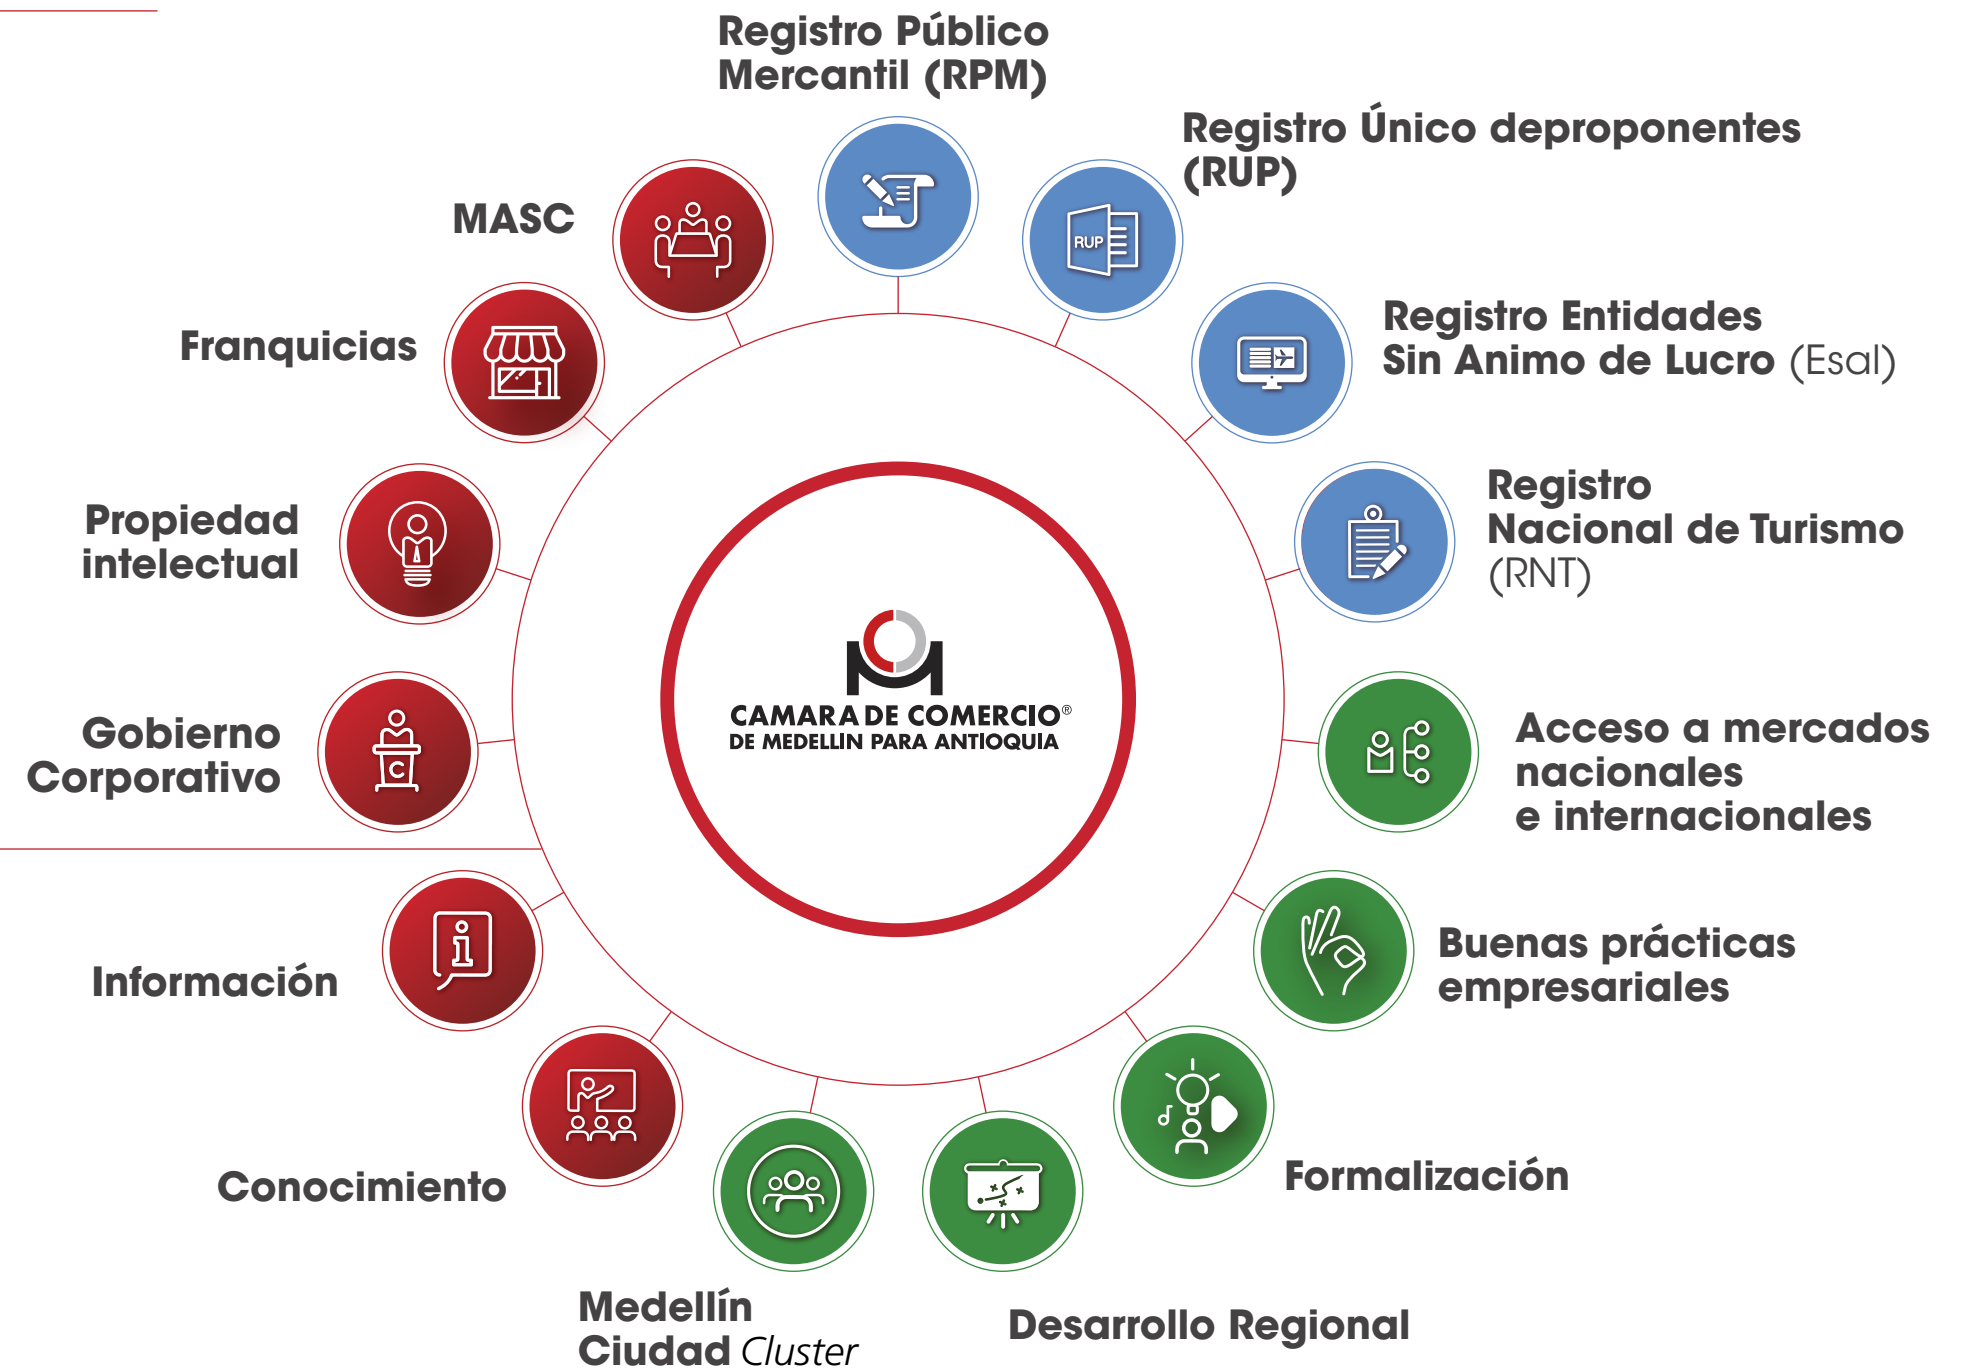 Registro Público
Mercantil (RPM)
Registro Único deproponentes
(RUP)
RUP
Registro Entidades
Sin Animo de Lucro (Esal)
Registro
Nacional de Turismo
(RNT)
Acceso a mercados
nacionales
e internacionales
Buenas prácticas
empresariales
Formalización
Desarrollo Regional
Medellín
Ciudad Cluster
Conocimiento
Información
i
Gobierno
Corporativo
C
Propiedad
intelectual
Franquicias
MASC
CAMARA DE COMERCIO®
DE MEDELLIN PARA ANTIOQUIA